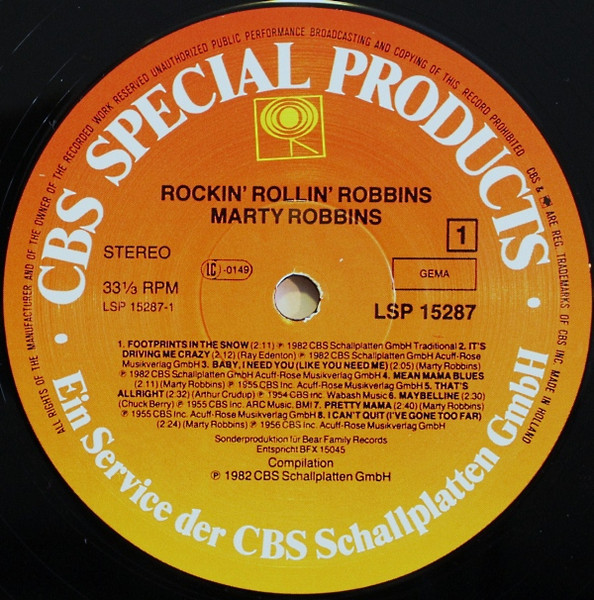 ALL RIGHTS OF THE MANUFACTURER AND OF THE OWNER OF THE RECORDED WORK RESERVED UNAUTHORIZED PUBLIC PERFORMANCE BROADCASTING AND COPYING OF THIS RECORD PROHIBITED CBS & ARE REG. TRADEMARKS OF CBS INC MADE IN HOLLAND
· CBS SPECIAL PRODUCTS ·
ROCKIN' ROLLIN' ROBBINS
MARTY ROBBINS
1
STEREO
LC -0149
GEMA
33⅓ RPM
LSP 15287-1
LSP 15287
1. FOOTPRINTS IN THE SNOW (2:11) ℗ 1982 CBS Schallplatten GmbH Traditional 2. IT'S
DRIVING ME CRAZY (2,12) (Ray Edenton) ℗ 1982 CBS Schallplatten GmbH Acuff-Rose
Musikverlag GmbH 3. BABY, I NEED YOU (LIKE YOU NEED ME) (2:05) (Marty Robbins)
℗ 1982 CBS Schallplatten GmbH Acuff-Rose Musikverlag GmbH 4. MEAN MAMA BLUES
(2:11) (Marty Robbins) ℗ 1955 CBS Inc. Acuff-Rose Musikverlag GmbH 5. THAT'S
ALLRIGHT (2:32) (Arthur Crudup) ℗ 1954 CBS Inc. Wabash Music 6. MAYBELLINE (2:30)
(Chuck Berry) ℗ 1955 CBS Inc. ARC Music. BMI 7. PRETTY MAMA (2:40) (Marty Robbins)
℗ 1955 CBS Inc. Acuff-Rose Musikverlag GmbH 8. I CAN'T QUIT (I'VE GONE TOO FAR)
(2:24) (Marty Robbins) ℗ 1956 CBS Inc. Acuff-Rose Musikverlag GmbH
Sonderproduktion für Bear Family Records
Entspricht BFX 15045
Compilation
℗ 1982 CBS Schallplatten GmbH
Ein Service der CBS Schallplatten GmbH